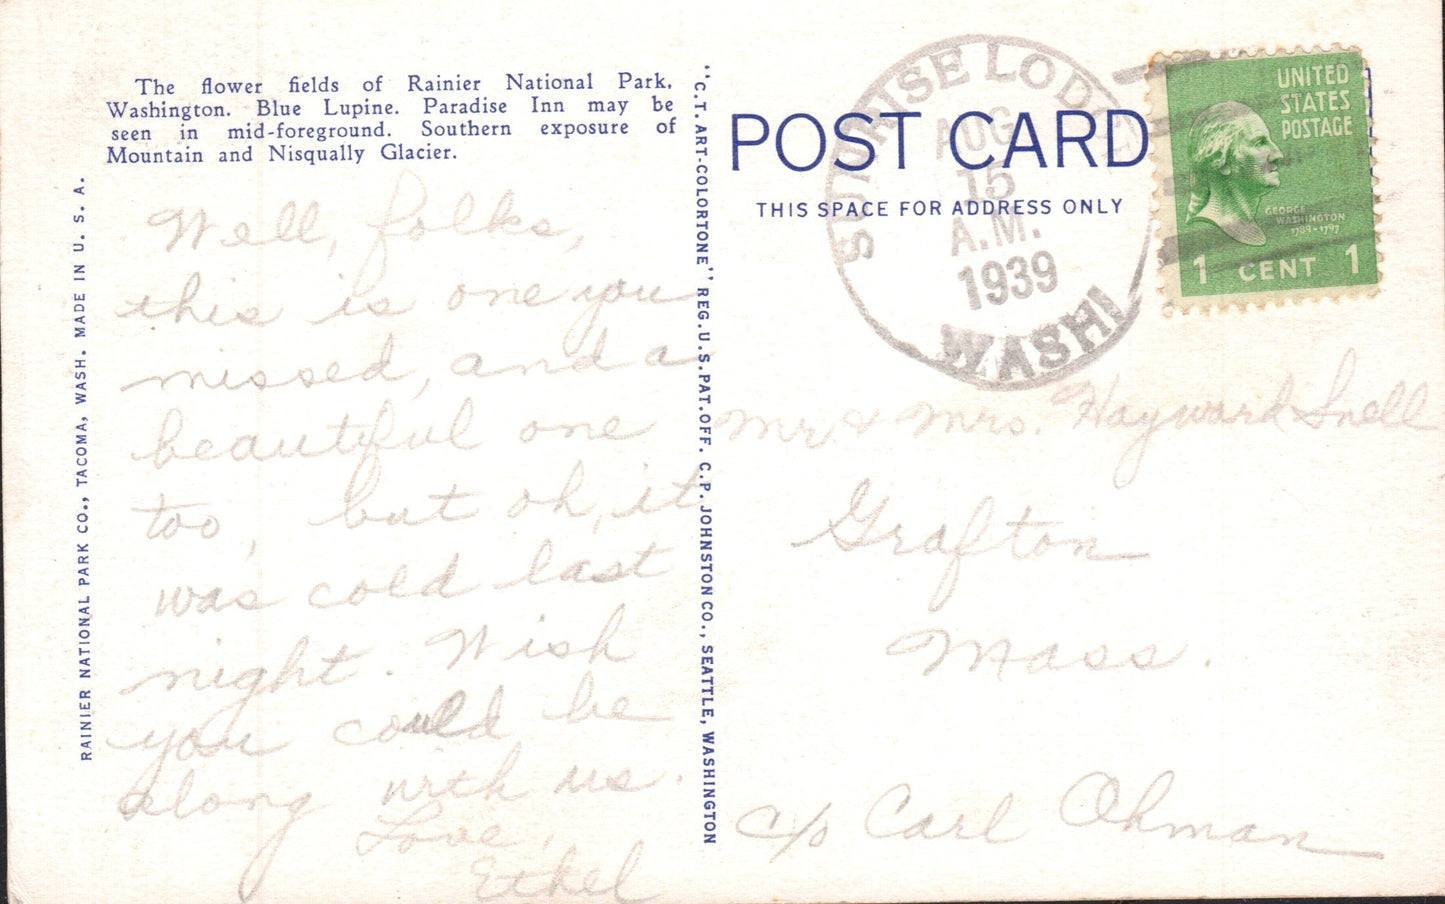 The flower fields of Rainier National Park,
Washington. Blue Lupine. Paradise Inn may be
seen in mid-foreground. Southern exposure of
Mountain and Nisqually Glacier.
RAINIER NATIONAL PARK CO., TACOMA, WASH. MADE IN U. S. A.
Well, folks,
this is one you
missed, and a
beautiful one
too, but oh, it
was cold last
night. Wish
you could be
along with us.
Love,
Ethel
"C.T. ART-COLORTONE" REG. U.S. PAT. OFF. C.P. JOHNSTON CO., SEATTLE, WASHINGTON
POST CARD
THIS SPACE FOR ADDRESS ONLY
SUNRISE LODGE
AUG
15
A.M.
1939
WASH
UNITED
STATES
POSTAGE
GEORGE
WASHINGTON
1789-1797
1 CENT 1
Mr. & Mrs. Hayward Snell
Grafton
Mass.
c/o Carl Ohman